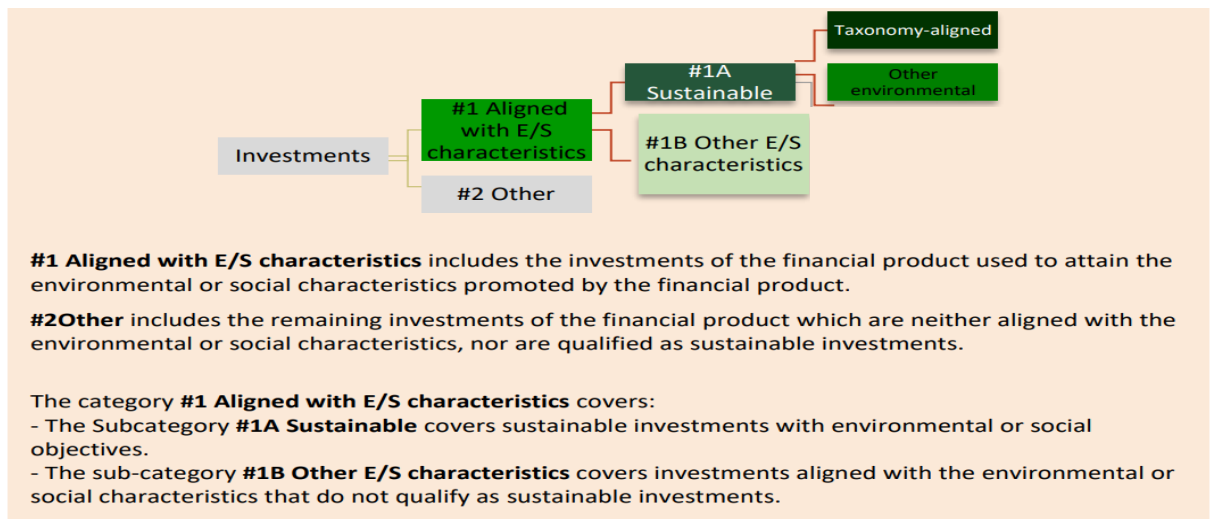 Taxonomy-aligned
#1A
Sustainable
Other
environmental
#1 Aligned
with E/S
characteristics
#1B Other E/S
characteristics
Investments
#2 Other
#1 Aligned with E/S characteristics includes the investments of the financial product used to attain the
environmental or social characteristics promoted by the financial product.
#2Other includes the remaining investments of the financial product which are neither aligned with the
environmental or social characteristics, nor are qualified as sustainable investments.
The category #1 Aligned with E/S characteristics covers:
- The Subcategory #1A Sustainable covers sustainable investments with environmental or social
objectives.
- The sub-category #1B Other E/S characteristics covers investments aligned with the environmental or
social characteristics that do not qualify as sustainable investments.